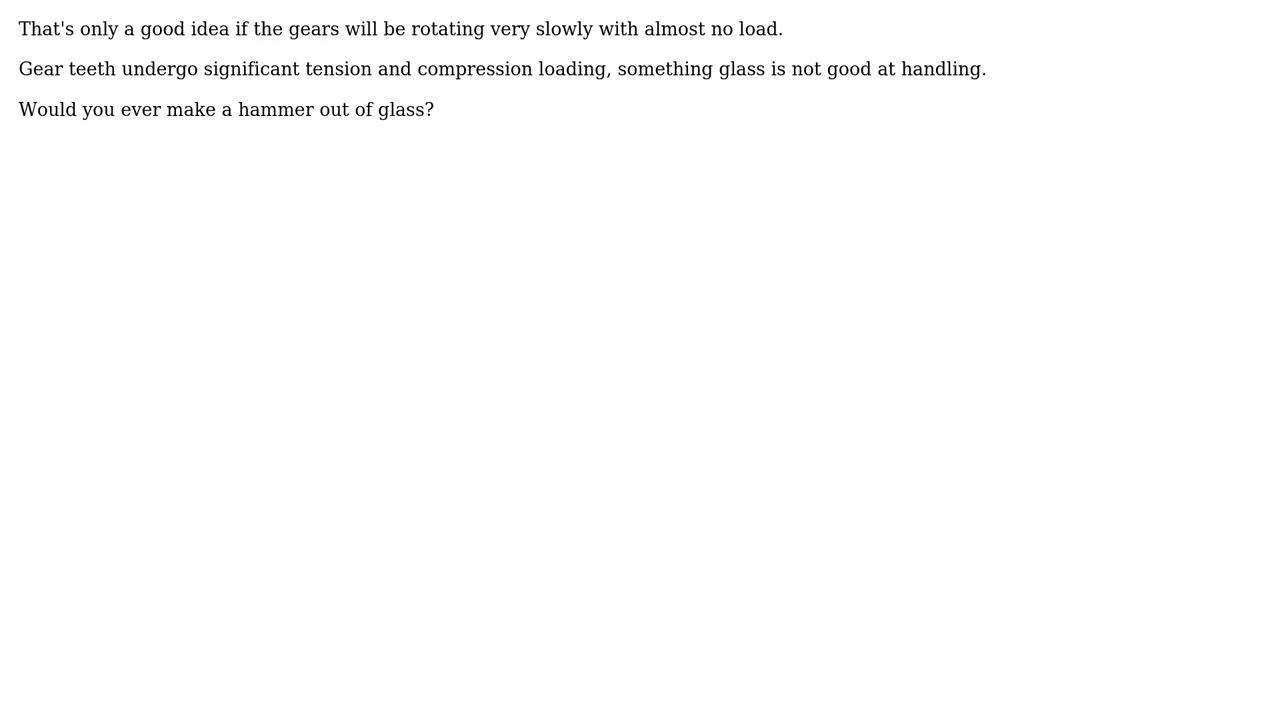 That's only a good idea if the gears will be rotating very slowly with almost no load.
Gear teeth undergo significant tension and compression loading, something glass is not good at handling.
Would you ever make a hammer out of glass?